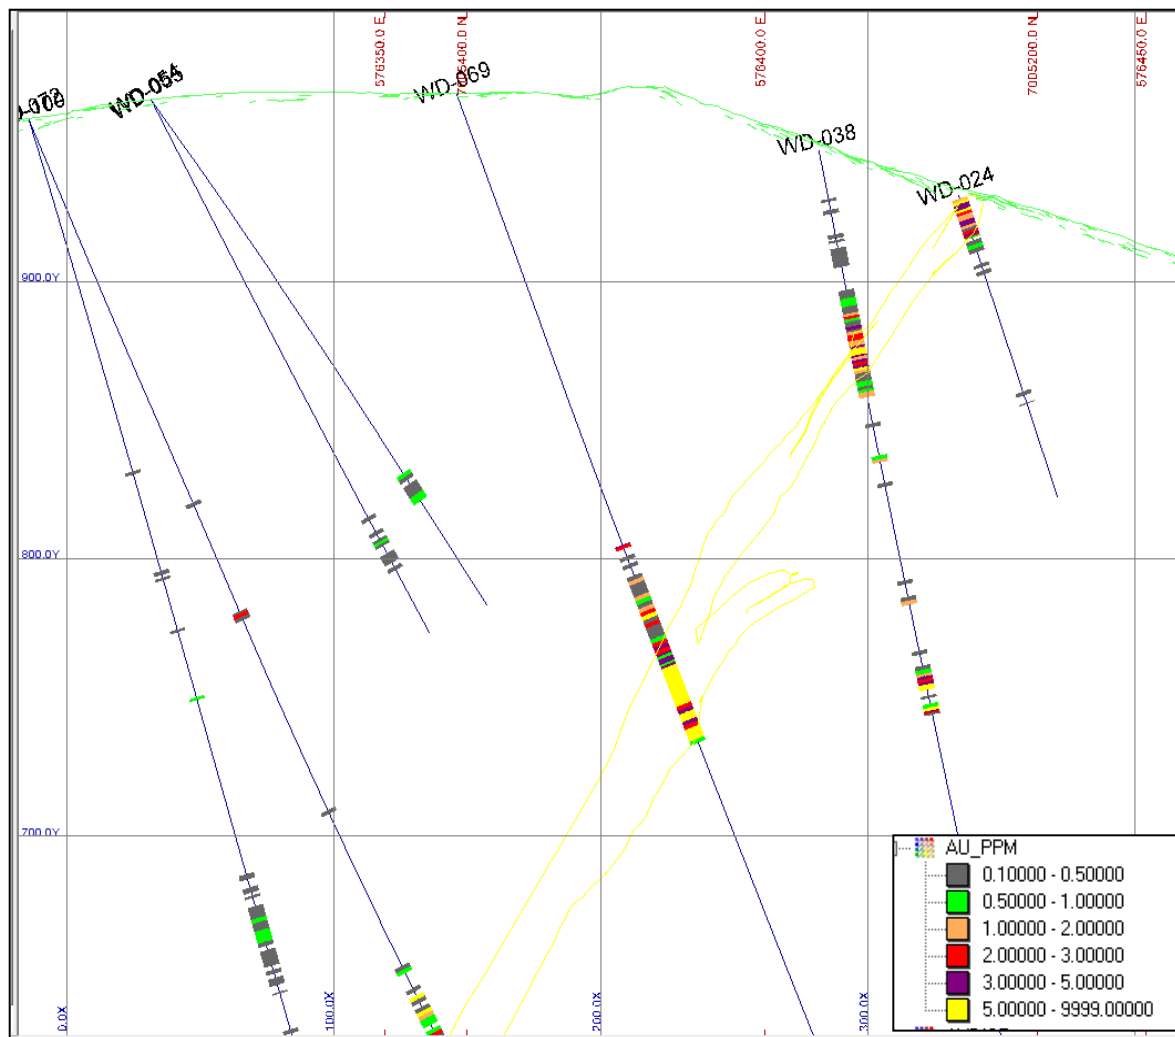 576350.0 E
7005400.0 N
576400.0 E
7005200.0 N
576450.0 E
WD-069
WD-038
WD-024
900.0Y
800.0Y
700.0Y
0.0X
100.0X
200.0X
300.0X
AU_PPM
0.10000 - 0.50000
0.50000 - 1.00000
1.00000 - 2.00000
2.00000 - 3.00000
3.00000 - 5.00000
5.00000 - 9999.00000